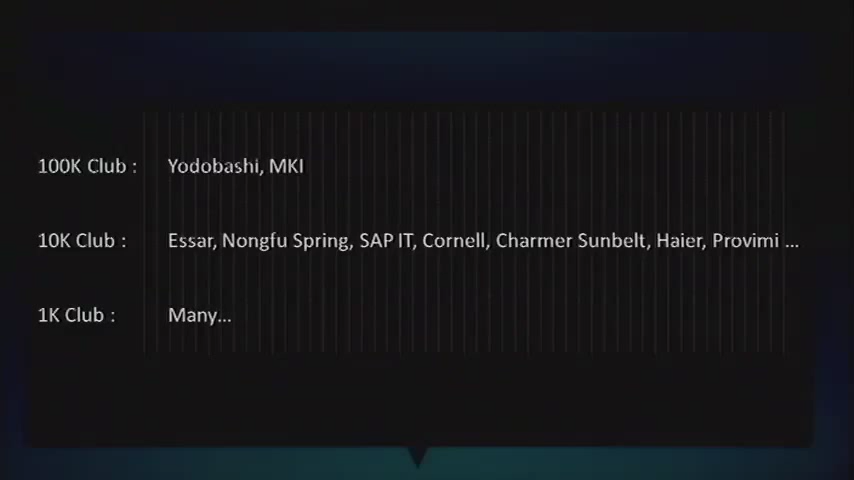 100K Club : Yodobashi, MKI
10K Club : Essar, Nongfu Spring, SAP IT, Cornell, Charmer Sunbelt, Haier, Provimi ...
1K Club : Many...